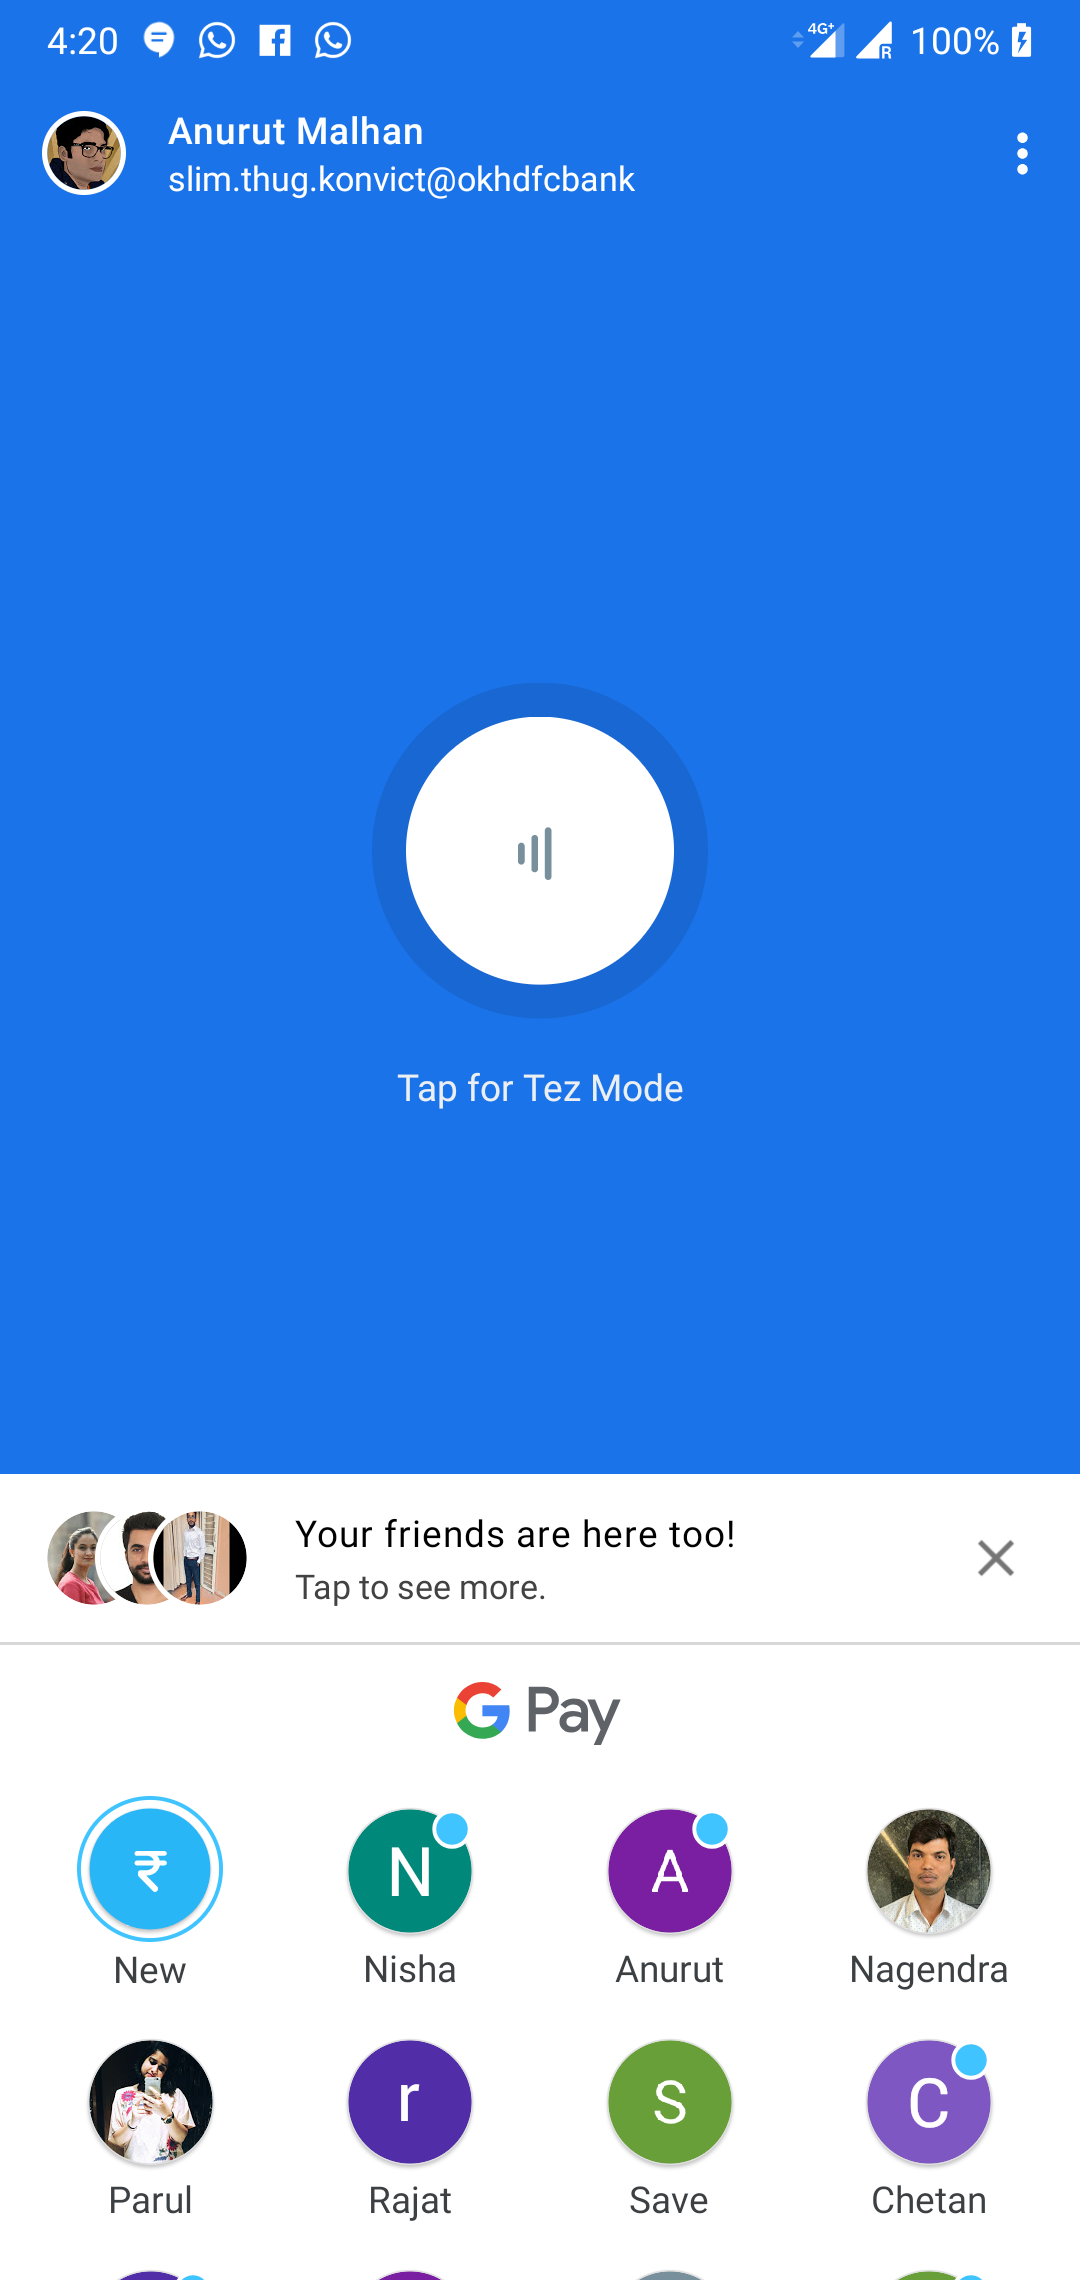 4:20 4G+ R 100%
Anurut Malhan
slim.thug.konvict@okhdfcbank
Tap for Tez Mode
Your friends are here too!
Tap to see more.
G Pay
₹ N A
New Nisha Anurut Nagendra
r S C
Parul Rajat Save Chetan